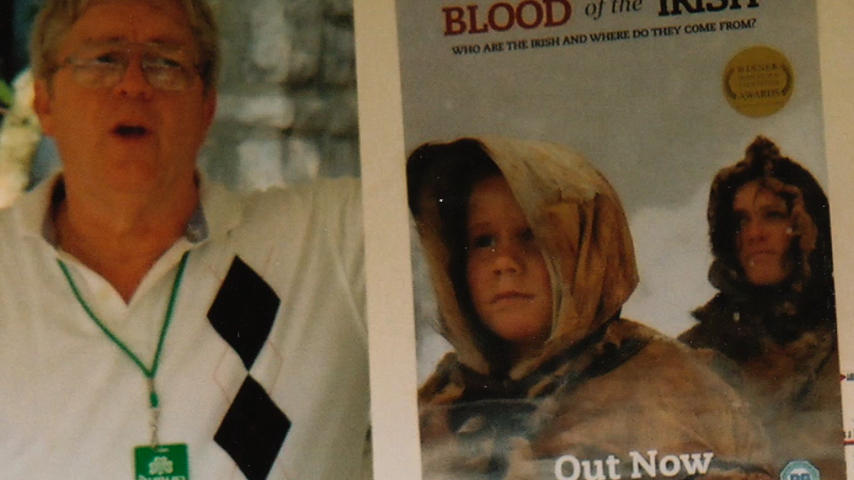 BLOOD of the IRISH
WHO ARE THE IRISH AND WHERE DO THEY COME FROM?
WINNER
AWARDS
Out Now